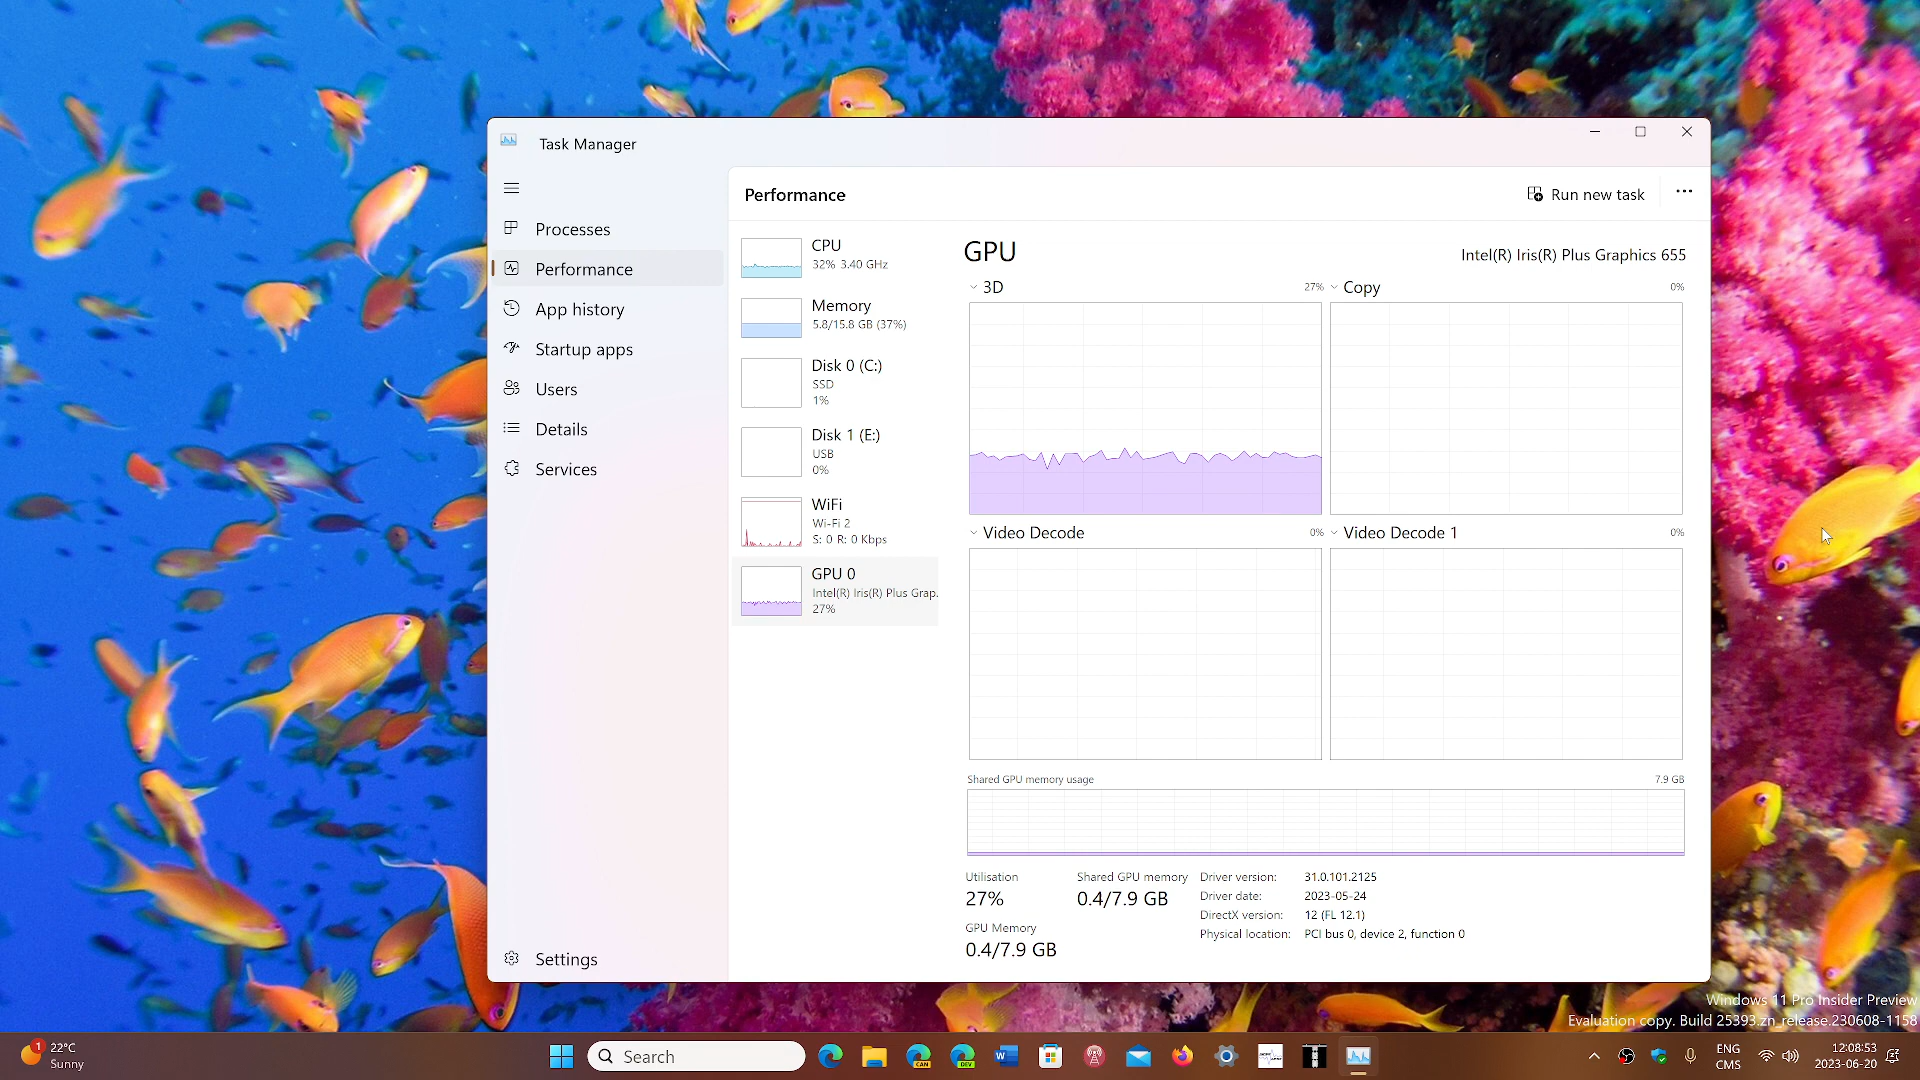 Task Manager
Processes
Performance
App history
Startup apps
Users
Details
Services
Settings
Performance
Run new task
CPU
32% 3.40 GHz
Memory
5.8/15.8 GB (37%)
Disk 0 (C:)
SSD
1%
Disk 1 (E:)
USB
0%
WiFi
Wi-Fi 2
S: 0 R: 0 Kbps
GPU 0
Intel(R) Iris(R) Plus Grap.
27%
GPU
Intel(R) Iris(R) Plus Graphics 655
3D 27%
Copy 0%
Video Decode 0%
Video Decode 1 0%
Shared GPU memory usage 7.9 GB
Utilisation
27%
Shared GPU memory
0.4/7.9 GB
GPU Memory
0.4/7.9 GB
Driver version: 31.0.101.2125
Driver date: 2023-05-24
DirectX version: 12 (FL 12.1)
Physical location: PCI bus 0, device 2, function 0
Windows 11 Pro Insider Preview
Evaluation copy. Build 25393.zn_release.230608-1158
1
22°C
Sunny
Search
CAN
DEV
W
ENG
CMS
12:08:53
2023-06-20